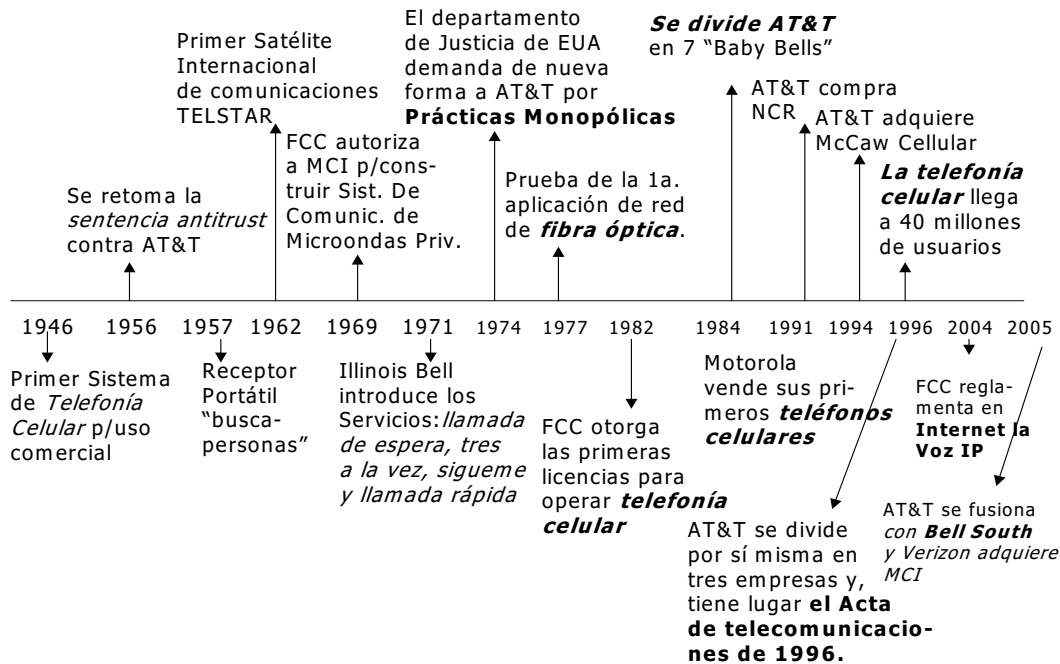 El departamento
de Justicia de EUA
demanda de nueva
forma a AT&T por
Prácticas Monopólicas
Se divide AT&T
en 7 “Baby Bells”
Primer Satélite
Internacional
de comunicaciones
TELSTAR
AT&T compra
NCR
AT&T adquiere
McCaw Cellular
FCC autoriza
a MCI p/cons-
truir Sist. De
Comunic. de
Microondas Priv.
Prueba de la 1a.
aplicación de red
de fibra óptica.
La telefonía
celular llega
a 40 millones
de usuarios
Se retoma la
sentencia antitrust
contra AT&T
1946 1956 1957 1962 1969 1971 1974 1977 1982 1984 1991 1994 1996 2004 2005
Primer Sistema
de Telefonía
Celular p/uso
comercial
Receptor
Portátil
“busca-
personas”
Illinois Bell
introduce los
Servicios:llamada
de espera, tres
a la vez, sigueme
y llamada rápida
FCC otorga
las primeras
licencias para
operar telefonía
celular
Motorola
vende sus pri-
meros teléfonos
celulares
AT&T se divide
por sí misma en
tres empresas y,
tiene lugar el Acta
de telecomunicacio-
nes de 1996.
FCC regla-
menta en
Internet la
Voz IP
AT&T se fusiona
con Bell South
y Verizon adquiere
MCI